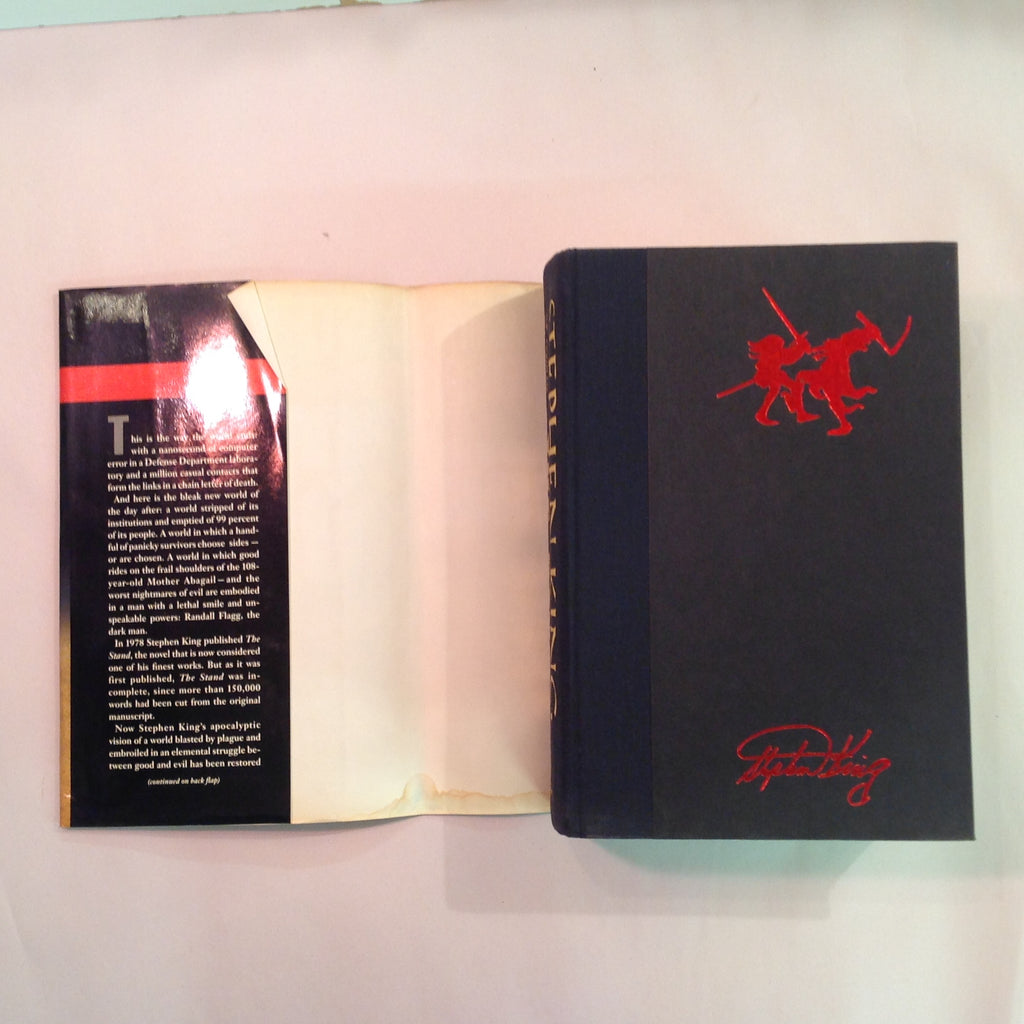 This is the way the world ends:
with a nanosecond of computer
error in a Defense Department labora-
tory and a million casual contacts that
form the links in a chain letter of death.
And here is the bleak new world of
the day after: a world stripped of its
institutions and emptied of 99 percent
of its people. A world in which a hand-
ful of panicky survivors choose sides —
or are chosen. A world in which good
rides on the frail shoulders of the 108-
year-old Mother Abagail — and the
worst nightmares of evil are embodied
in a man with a lethal smile and un-
speakable powers: Randall Flagg, the
dark man.
In 1978 Stephen King published The
Stand, the novel that is now considered
one of his finest works. But as it was
first published, The Stand was in-
complete, since more than 150,000
words had been cut from the original
manuscript.
Now Stephen King's apocalyptic
vision of a world blasted by plague and
embroiled in an elemental struggle be-
tween good and evil has been restored
(continued on back flap)
STEPHEN KING
Stephen King